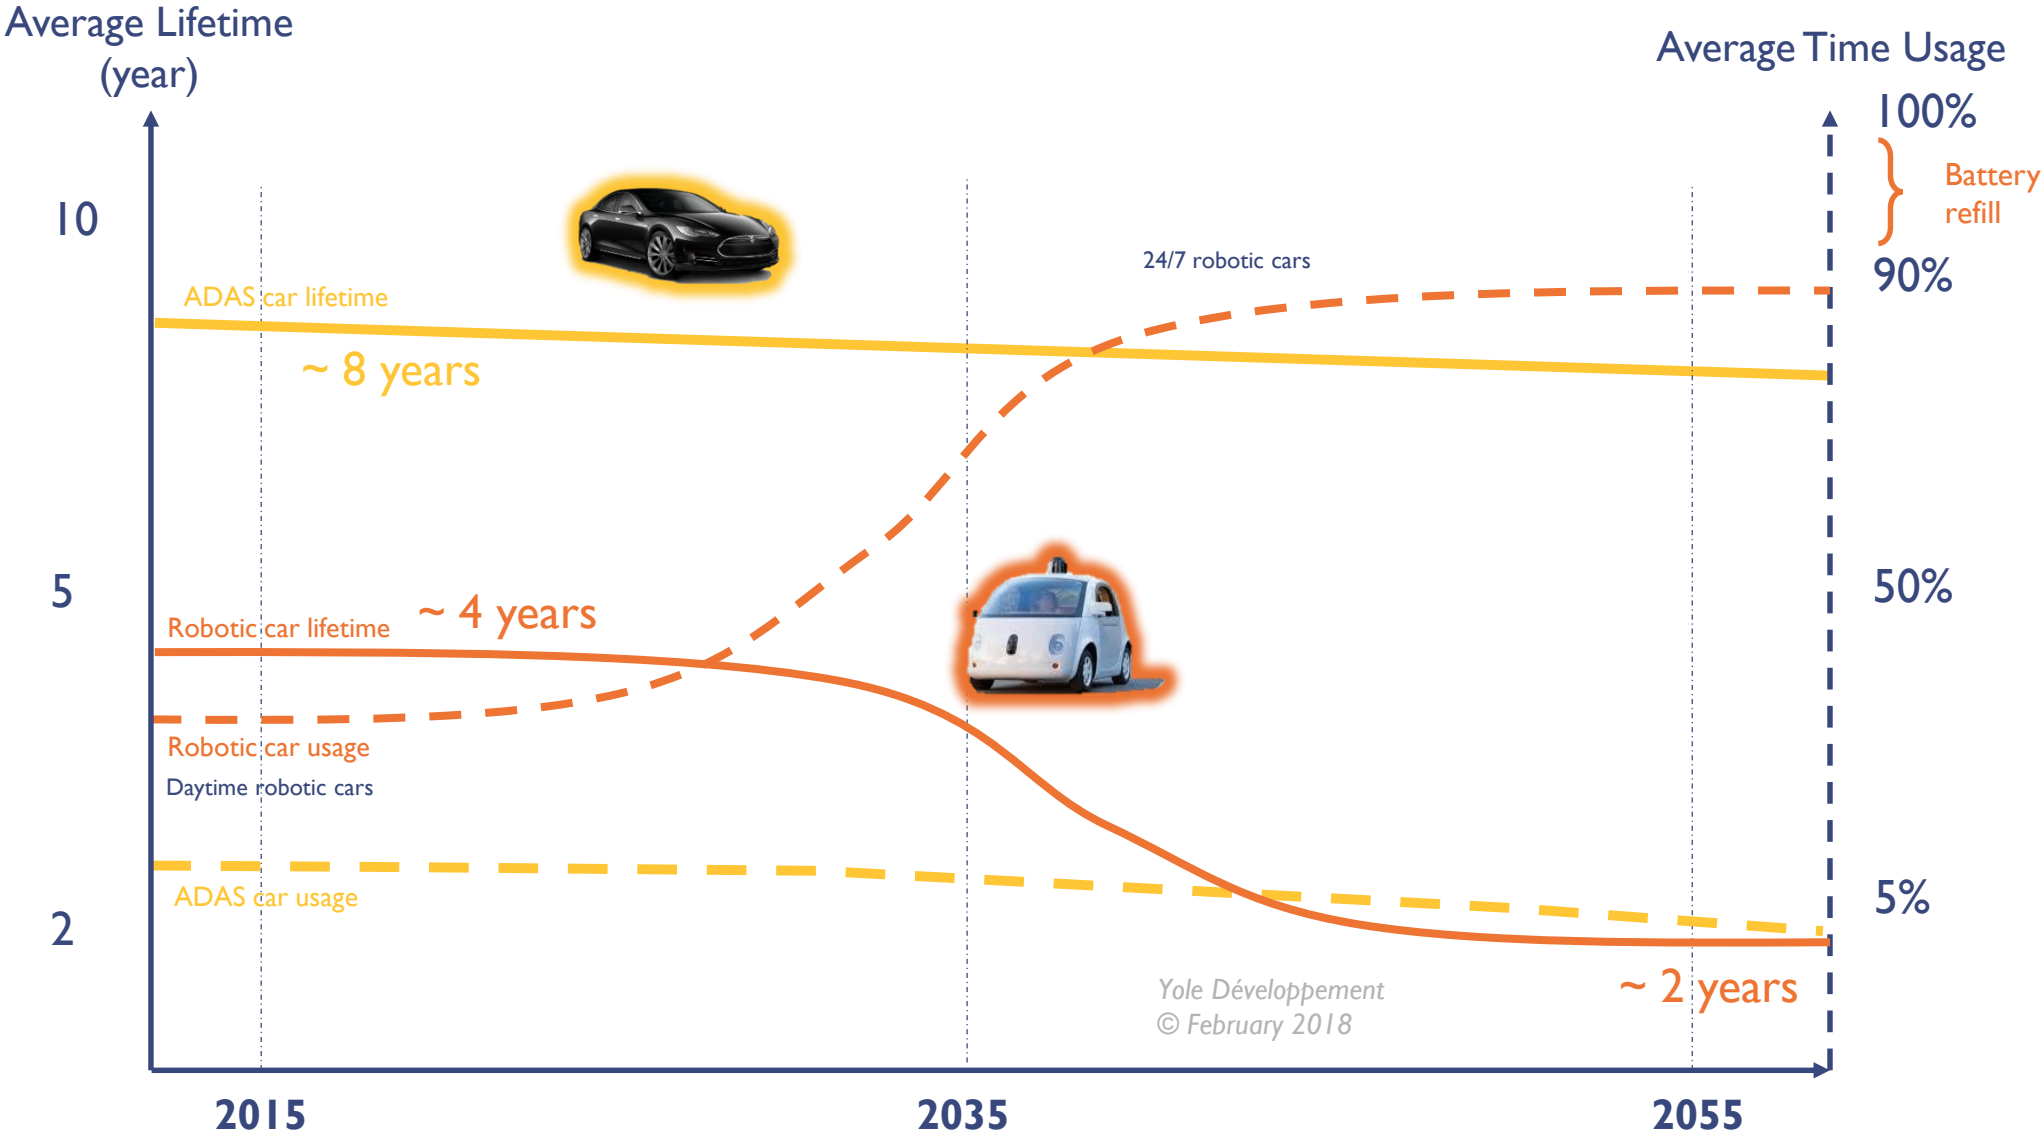 Average Lifetime
(year)
Average Time Usage
100%
Battery
refill
10
24/7 robotic cars
90%
ADAS car lifetime
~ 8 years
5
50%
~ 4 years
Robotic car lifetime
Robotic car usage
Daytime robotic cars
ADAS car usage
5%
2
~ 2 years
Yole Développement
© February 2018
2015
2035
2055